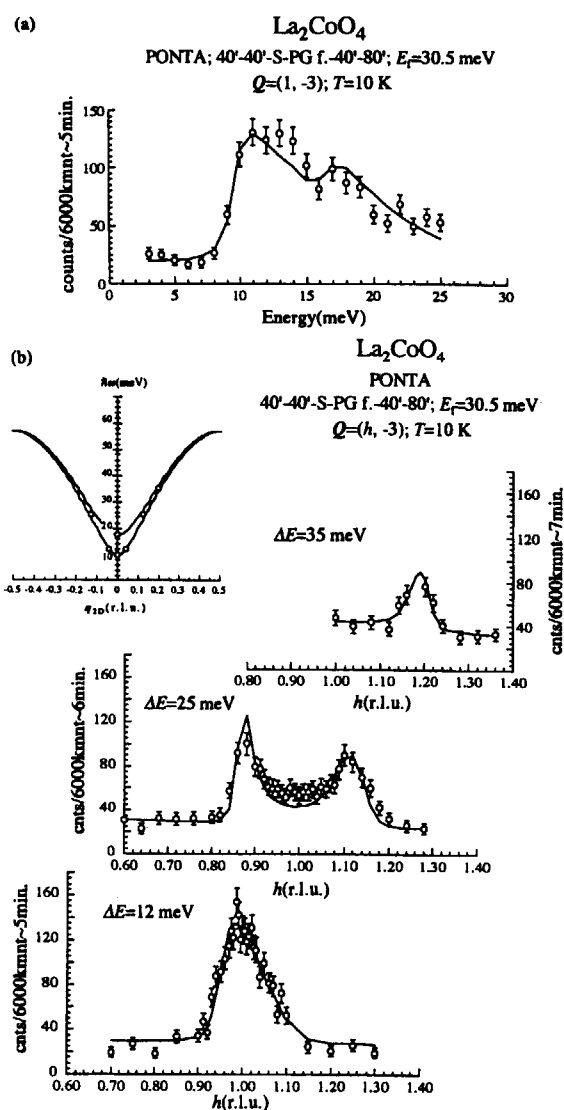 (a)
La₂CoO₄
PONTA; 40'-40'-S-PG f.-40'-80'; E_f=30.5 meV
Q=(1, -3); T=10 K
counts/6000kmnt~5min.
150
100
50
0
0 5 10 15 20 25 30
Energy(meV)
(b)
La₂CoO₄
PONTA
40'-40'-S-PG f.-40'-80'; E_f=30.5 meV
Q=(h, -3); T=10 K
ħω(meV)
60
50
40
30
20
10
-0.5 -0.4 -0.3 -0.2 -0.1 0 0.1 0.2 0.3 0.4 0.5
q₂D(r.l.u.)
ΔE=35 meV
160
120
80
40
cnts/6000kmnt~7min.
0.80 0.90 1.00 1.10 1.20 1.30 1.40
h(r.l.u.)
ΔE=25 meV
cnts/6000kmnt~6min.
160
120
80
40
0.60 0.70 0.80 0.90 1.00 1.10 1.20 1.30 1.40
h(r.l.u.)
ΔE=12 meV
cnts/6000kmnt~5min.
160
120
80
40
0.60 0.70 0.80 0.90 1.00 1.10 1.20 1.30 1.40
h(r.l.u.)